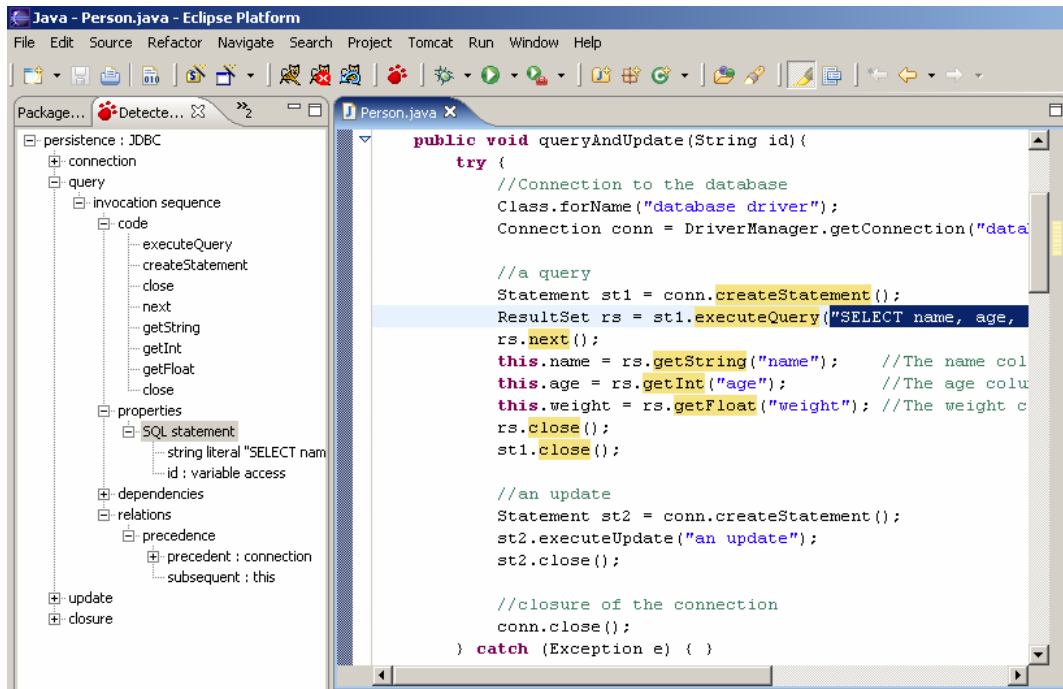 Java - Person.java - Eclipse Platform
File Edit Source Refactor Navigate Search Project Tomcat Run Window Help
Package... Detecte... »2
persistence : JDBC
connection
query
invocation sequence
code
executeQuery
createStatement
close
next
getString
getInt
getFloat
close
properties
SQL statement
string literal "SELECT nam
id : variable access
dependencies
relations
precedence
precedent : connection
subsequent : this
update
closure
Person.java
public void queryAndUpdate(String id){
try {
//Connection to the database
Class.forName("database driver");
Connection conn = DriverManager.getConnection("data
//a query
Statement st1 = conn.createStatement();
ResultSet rs = st1.executeQuery("SELECT name, age,
rs.next();
this.name = rs.getString("name"); //The name col
this.age = rs.getInt("age"); //The age colu
this.weight = rs.getFloat("weight"); //The weight c
rs.close();
st1.close();
//an update
Statement st2 = conn.createStatement();
st2.executeUpdate("an update");
st2.close();
//closure of the connection
conn.close();
} catch (Exception e) { }